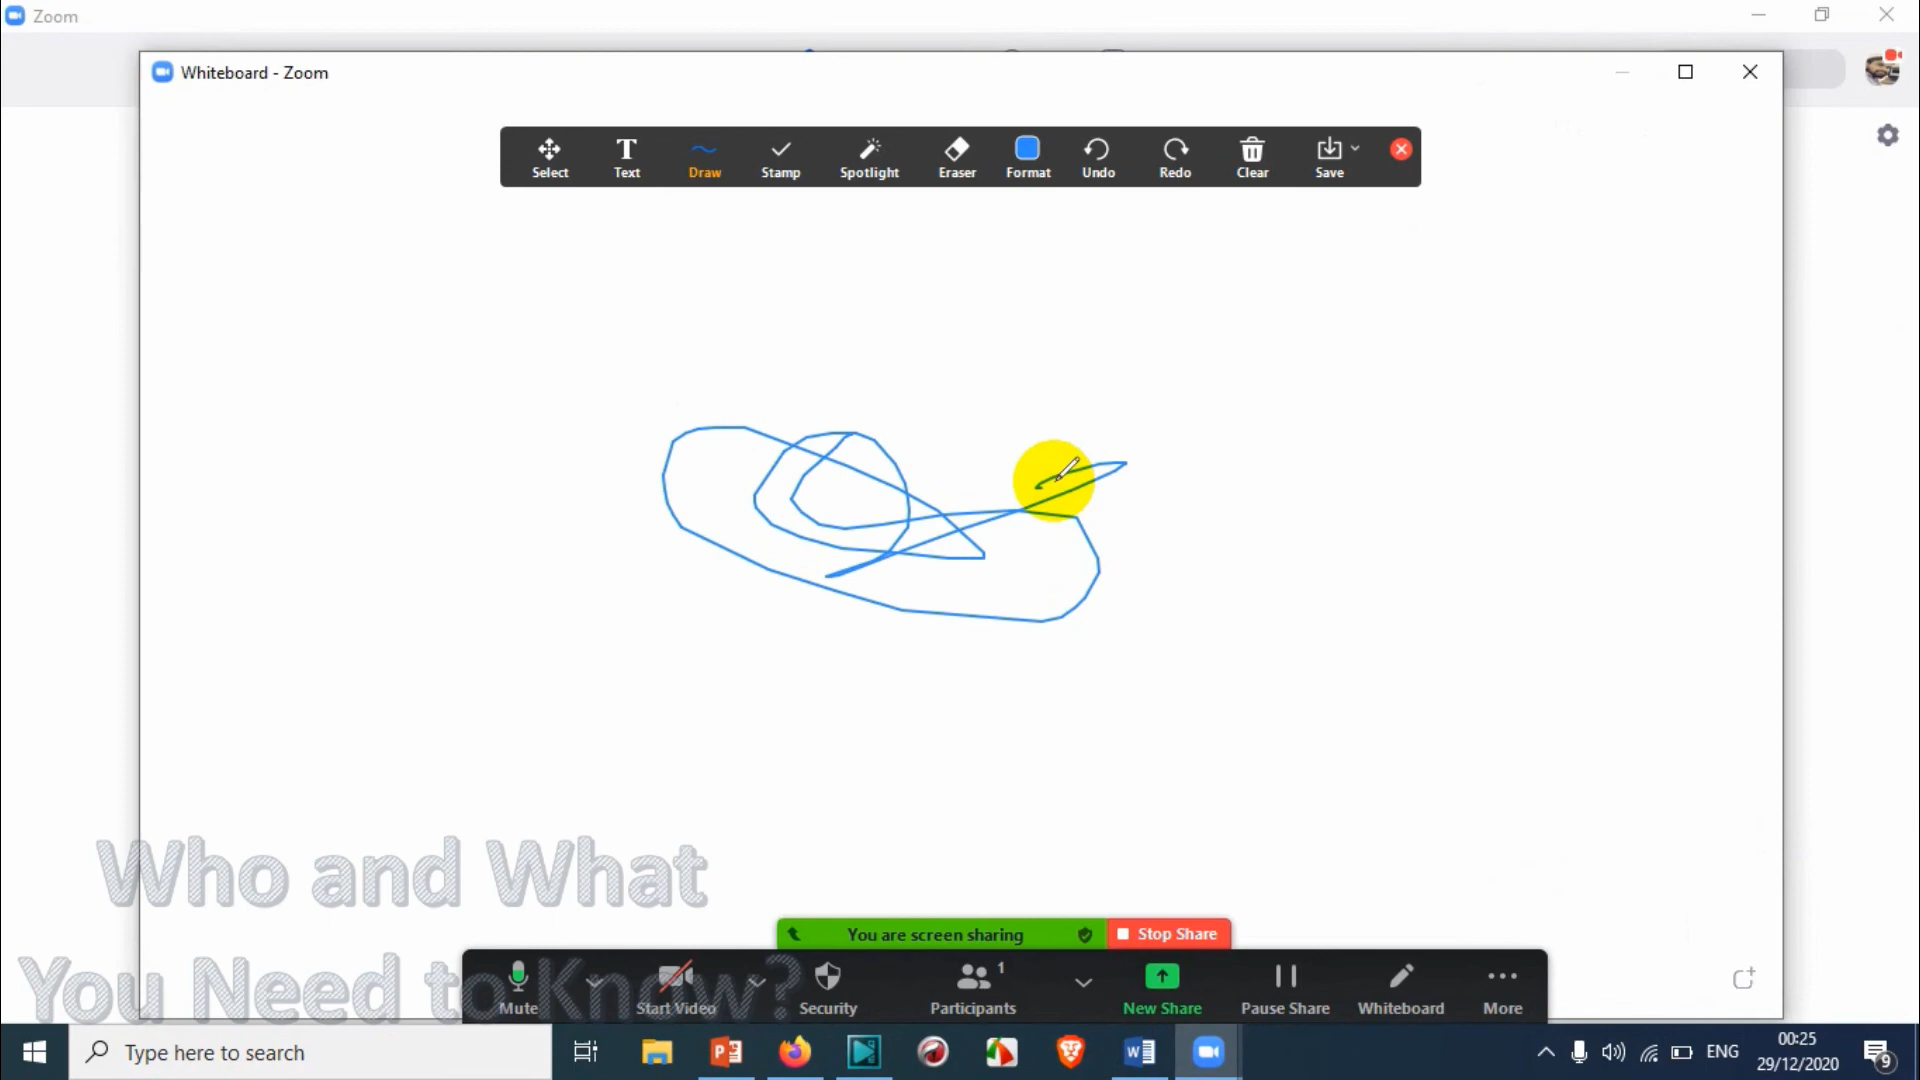 Zoom
Whiteboard - Zoom
Select Text Draw Stamp Spotlight Eraser Format Undo Redo Clear Save
Who and What
You Need to Know?
You are screen sharing Stop Share
1
Mute Start Video Security Participants New Share Pause Share Whiteboard More
Type here to search
ENG
00:25
29/12/2020
9